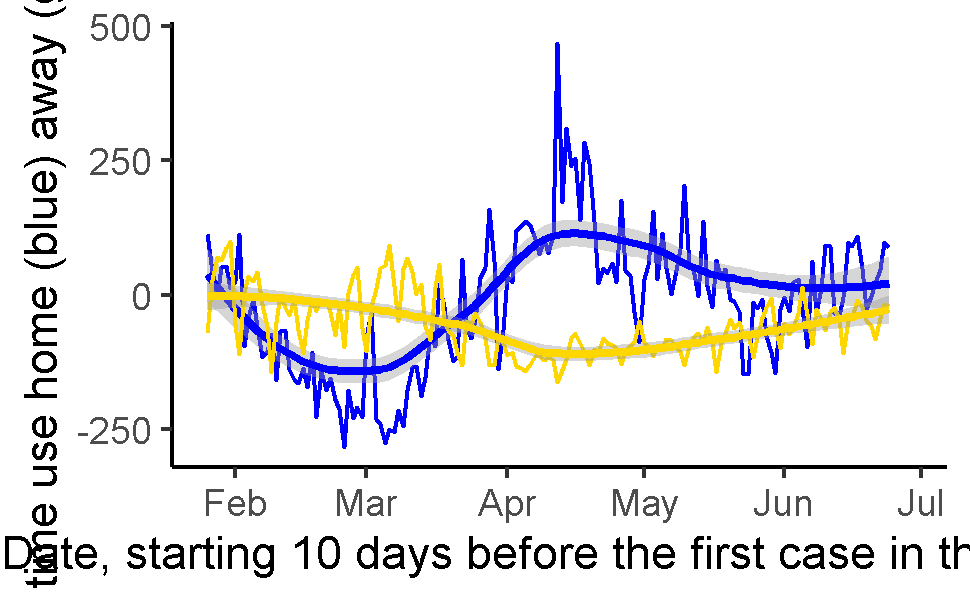 time use home (blue) away (
500
250
0
-250
Feb Mar Apr May Jun Jul
Date, starting 10 days before the first case in th